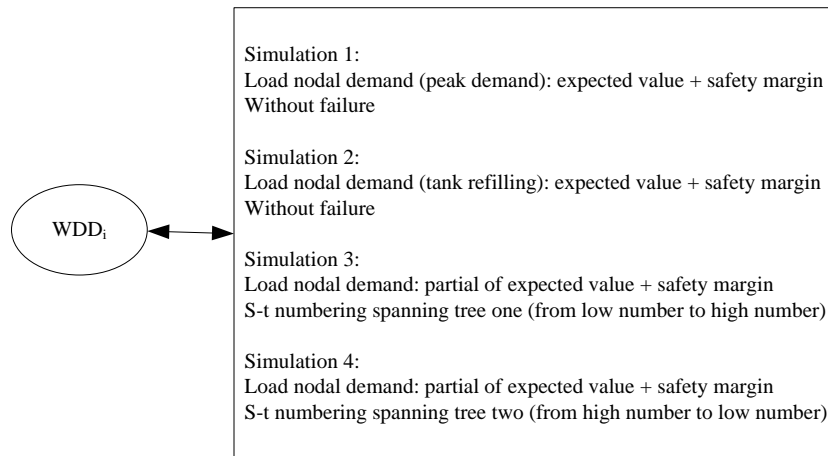 WDDi
Simulation 1:
Load nodal demand (peak demand): expected value + safety margin
Without failure
Simulation 2:
Load nodal demand (tank refilling): expected value + safety margin
Without failure
Simulation 3:
Load nodal demand: partial of expected value + safety margin
S-t numbering spanning tree one (from low number to high number)
Simulation 4:
Load nodal demand: partial of expected value + safety margin
S-t numbering spanning tree two (from high number to low number)